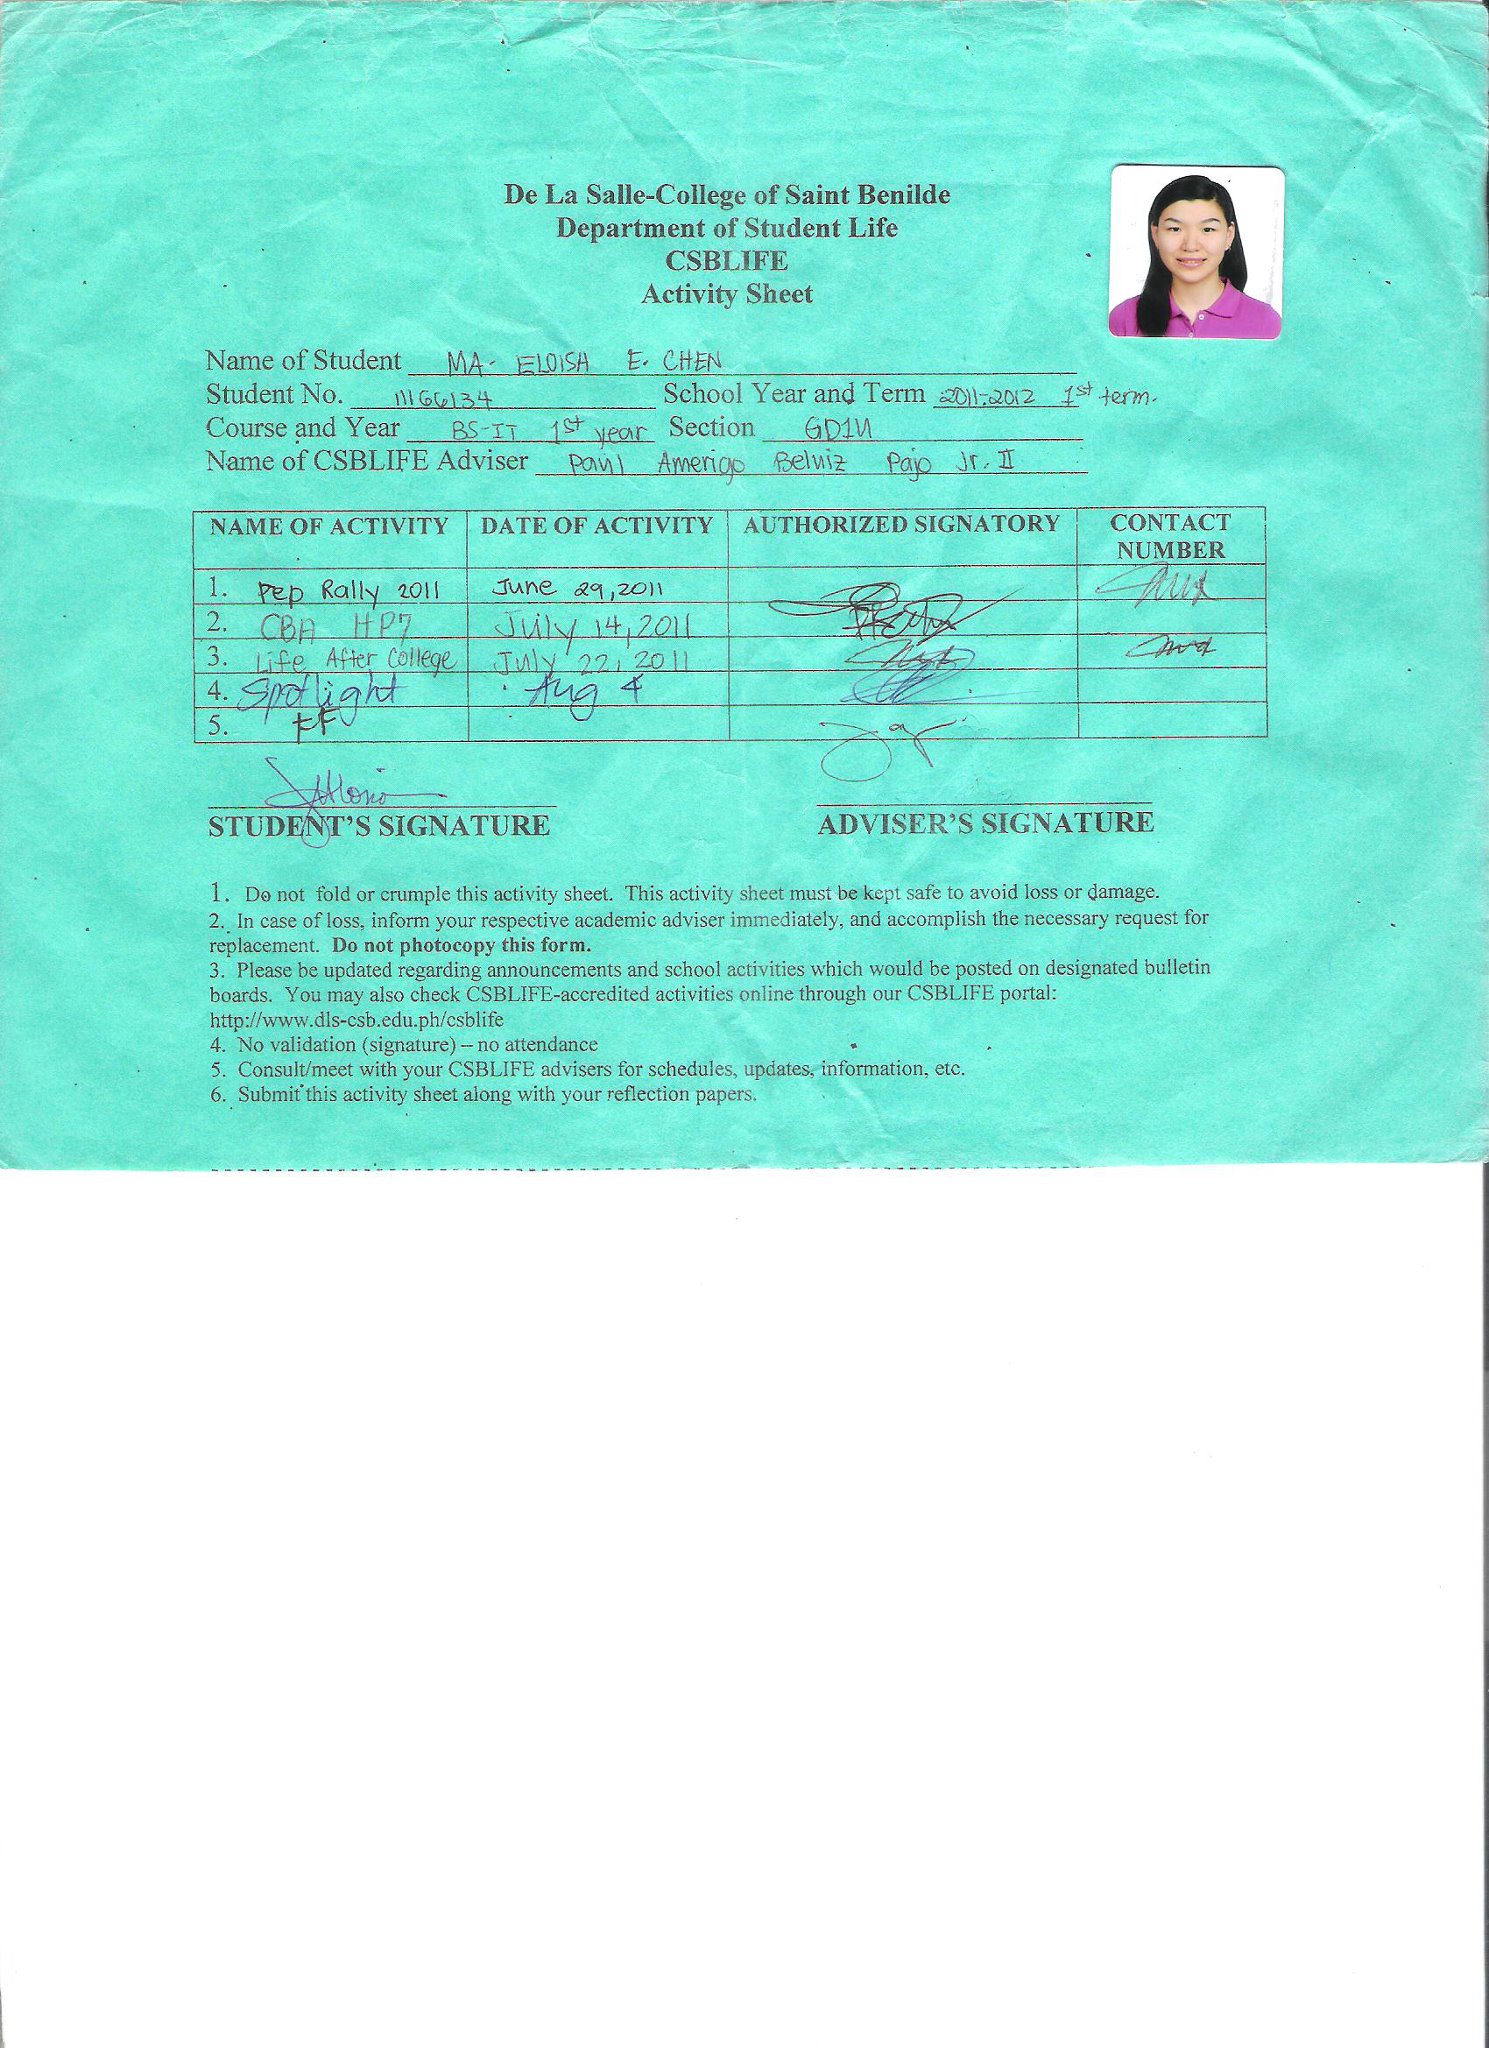 De La Salle-College of Saint Benilde
Department of Student Life
CSBLIFE
Activity Sheet
Name of Student MA. ELOISH E. CHEN
Student No. 11166134 School Year and Term 2011-2012 1st term.
Course and Year BS-IT 1st year Section GD1U
Name of CSBLIFE Adviser Paul Amerigo Pajo Jr. II
NAME OF ACTIVITY DATE OF ACTIVITY AUTHORIZED SIGNATORY CONTACT NUMBER
1. Pep Rally 2011 June 29, 2011
2. CBA HP7 July 14, 2011
3. Life After College July 22, 2011
4. Spotlight Aug 4
5. FF
STUDENT'S SIGNATURE ADVISER'S SIGNATURE
1. Do not fold or crumple this activity sheet. This activity sheet must be kept safe to avoid loss or damage.
2. In case of loss, inform your respective academic adviser immediately, and accomplish the necessary request for
replacement. Do not photocopy this form.
3. Please be updated regarding announcements and school activities which would be posted on designated bulletin
boards. You may also check CSBLIFE-accredited activities online through our CSBLIFE portal:
http://www.dls-csb.edu.ph/csblife
4. No validation (signature) – no attendance
5. Consult/meet with your CSBLIFE advisers for schedules, updates, information, etc.
6. Submit this activity sheet along with your reflection papers.